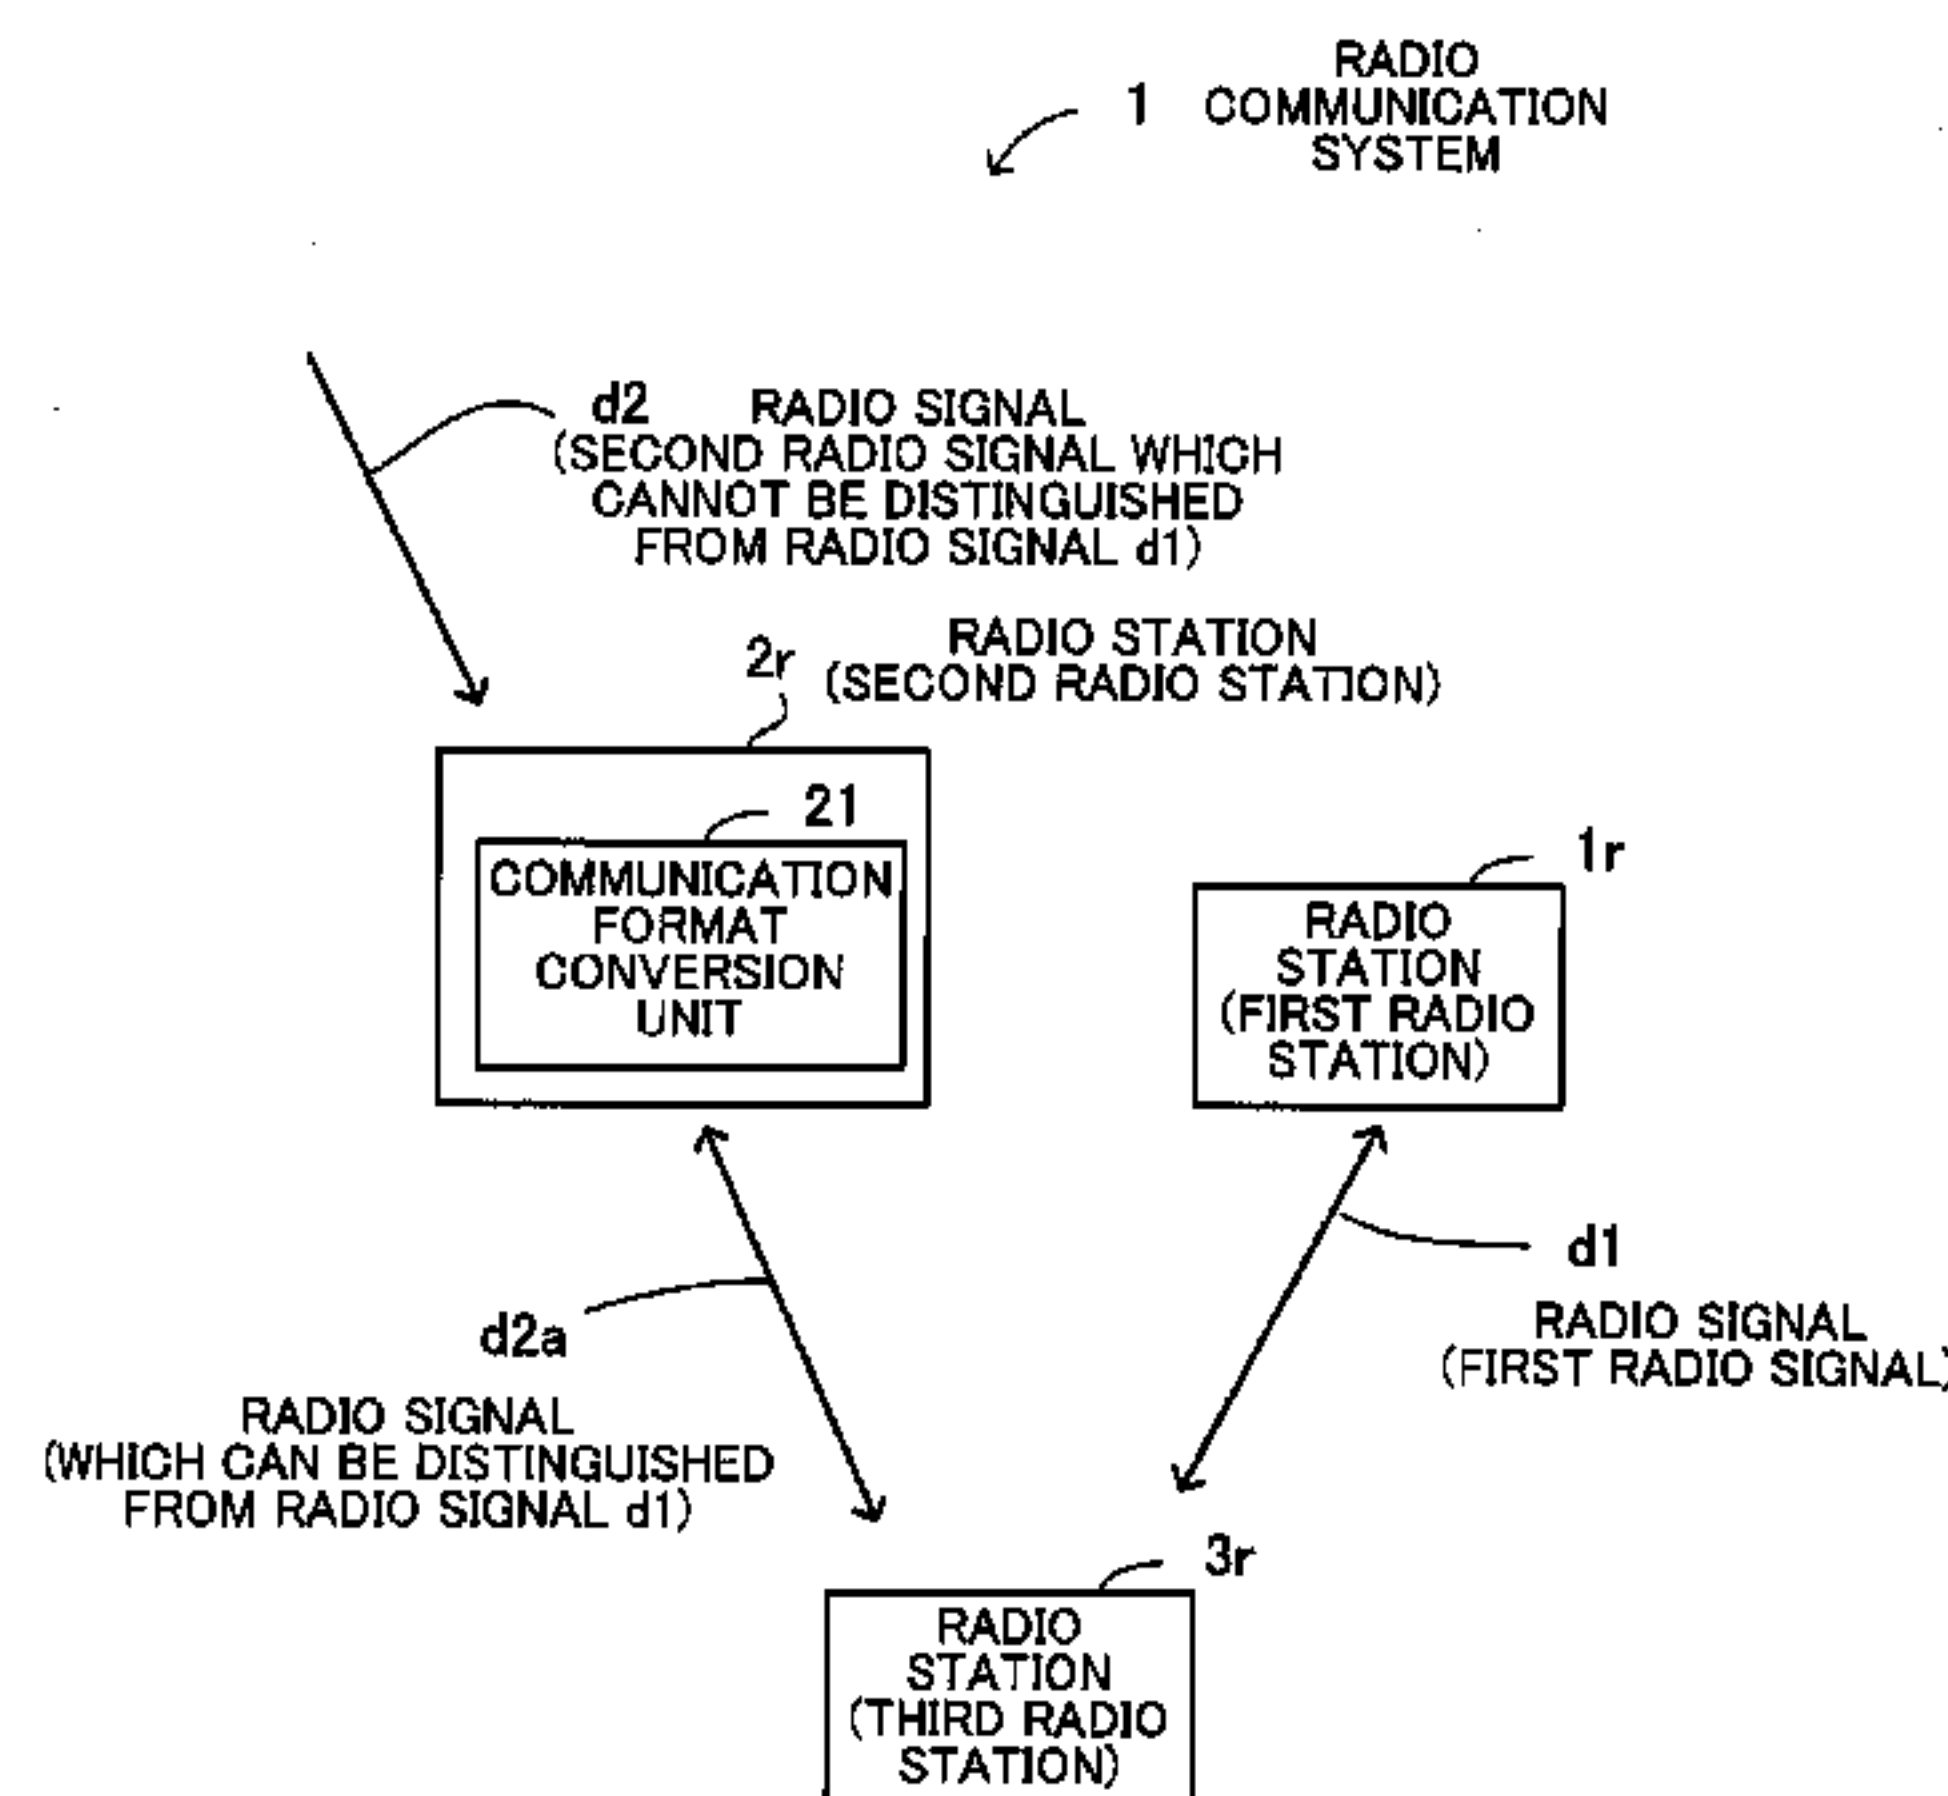 RADIO
1 COMMUNICATION
SYSTEM
d2 RADIO SIGNAL
(SECOND RADIO SIGNAL WHICH
CANNOT BE DISTINGUISHED
FROM RADIO SIGNAL d1)
2r RADIO STATION
(SECOND RADIO STATION)
21
COMMUNICATION
FORMAT
CONVERSION
UNIT
1r
RADIO
STATION
(FIRST RADIO
STATION)
d1
RADIO SIGNAL
(FIRST RADIO SIGNAL)
d2a
RADIO SIGNAL
(WHICH CAN BE DISTINGUISHED
FROM RADIO SIGNAL d1)
3r
RADIO
STATION
(THIRD RADIO
STATION)